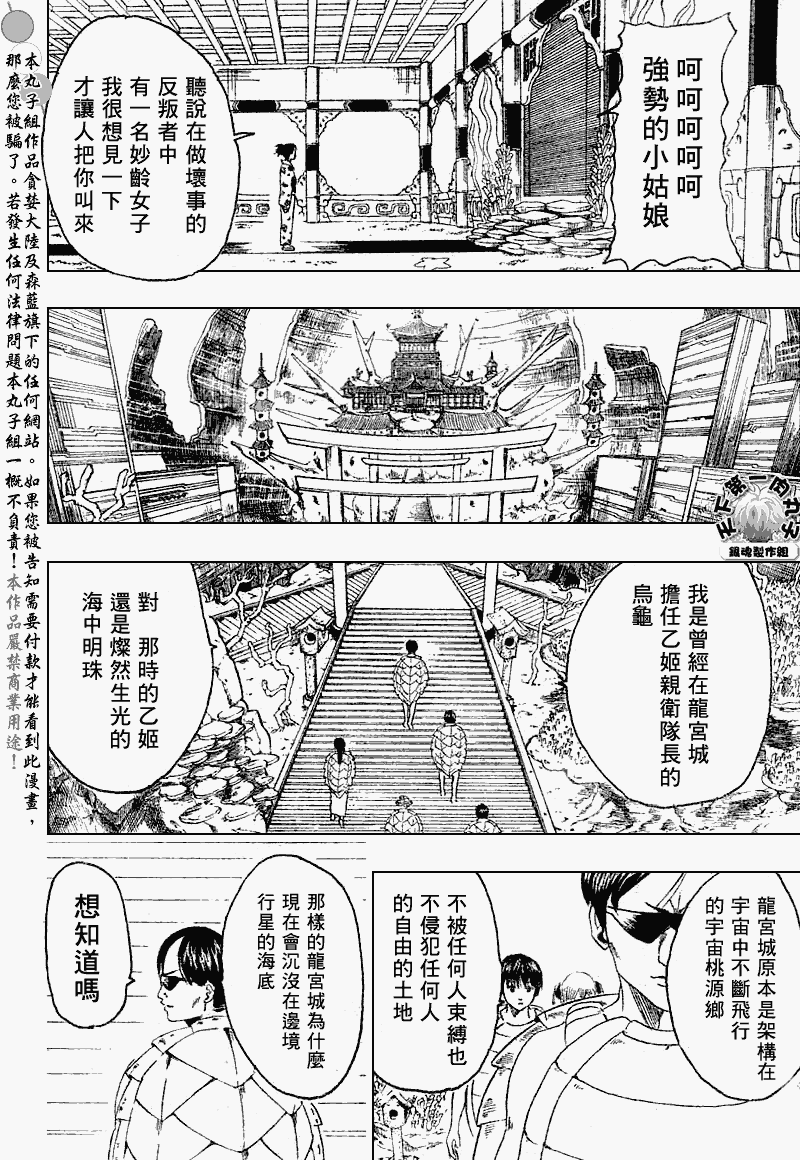 呵呵呵呵呵
強勢的小姑娘
聽說在做壞事的
反叛者中
有一名妙齡女子
我很想見一下
才讓人把你叫來
我是曾經在龍宮城
擔任乙姬親衛隊長的
烏龜
對　那時的乙姬
還是燦然生光的
海中明珠
龍宮城原本是架構在
宇宙中不斷飛行
的宇宙桃源鄉
不被任何人束縛也
不侵犯任何人
的自由的土地
那樣的龍宮城為什麼
現在會沉沒在邊境
行星的海底
想知道嗎
本丸子組作品貪婪大陸及森藍旗下的任何網站。如果您被告知需要付款才能看到此漫畫，
那麼您被騙了。若發生任何法律問題本丸子組一概不負責！本作品嚴禁商業用途！
天下第一肉丸子
銀魂製作組